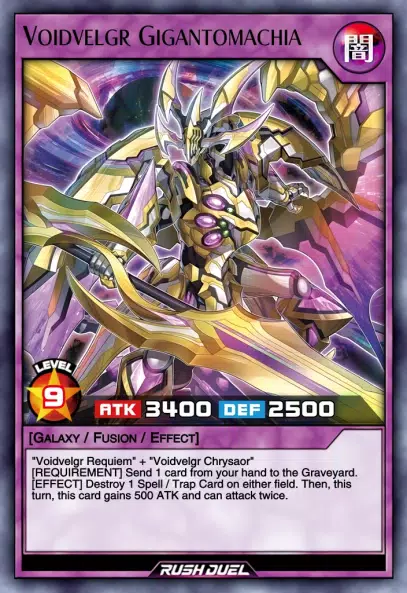 Voidvelgr Gigantomachia
闇
LEVEL
9
ATK 3400 DEF 2500
[Galaxy / Fusion / Effect]
"Voidvelgr Requiem" + "Voidvelgr Chrysaor"
[REQUIREMENT] Send 1 card from your hand to the Graveyard.
[EFFECT] Destroy 1 Spell / Trap Card on either field. Then, this
turn, this card gains 500 ATK and can attack twice.
RUSH DUEL